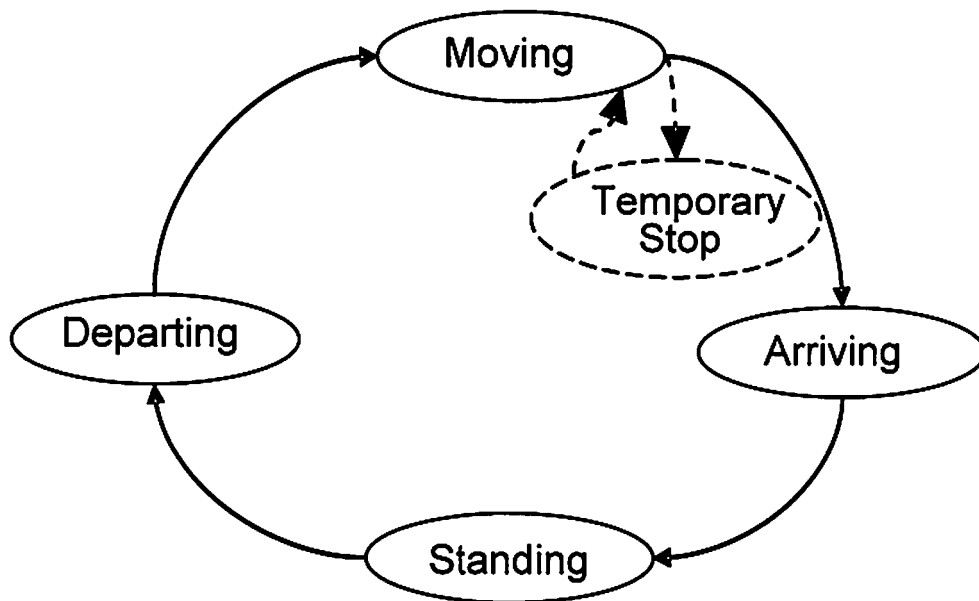 Moving
Temporary
Stop
Departing
Arriving
Standing